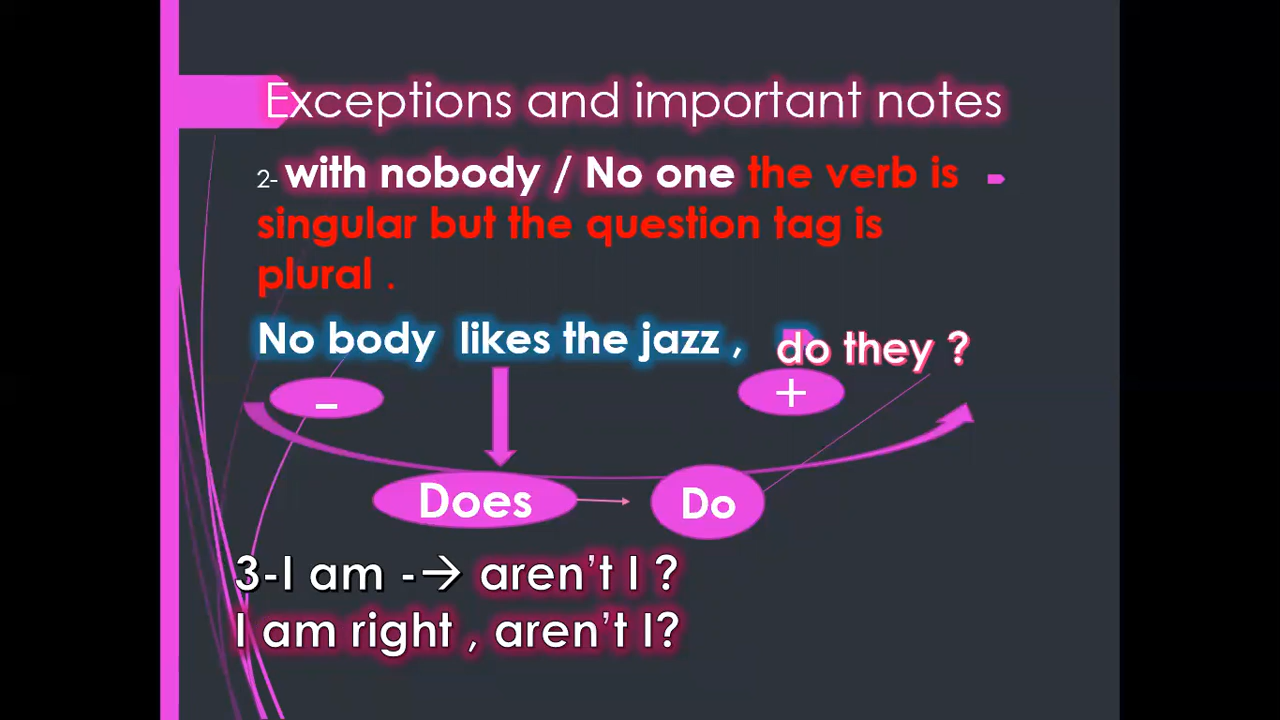 Exceptions and important notes
2- with nobody / No one the verb is
singular but the question tag is
plural .
No body likes the jazz , do they ?
- +
Does Do
3-I am -→ aren't I ?
I am right , aren't I?